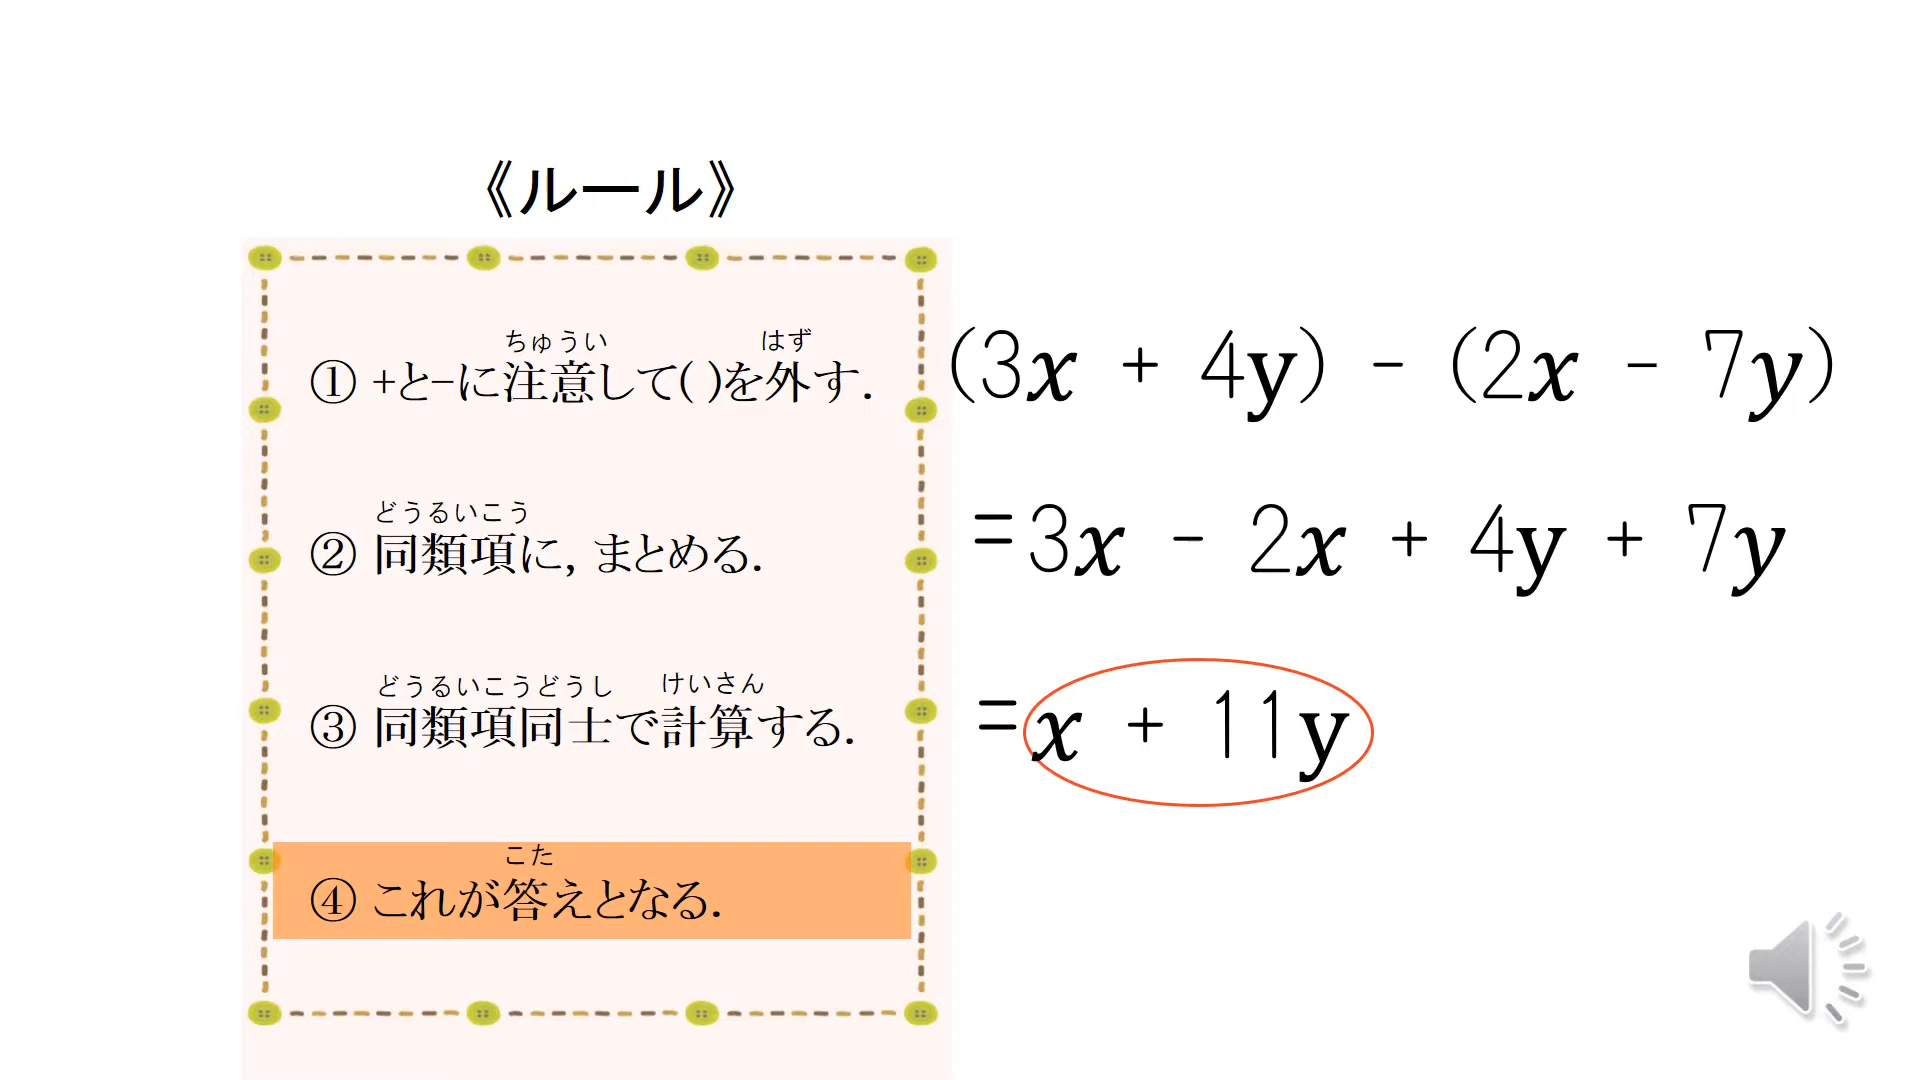 《ルール》
ちゅうい はず
① +と−に注意して( )を外す.
どうるいこう
② 同類項に, まとめる.
どうるいこうどうし けいさん
③ 同類項同士で計算する.
こた
④ これが答えとなる.
(3x + 4y) - (2x - 7y)
=3x - 2x + 4y + 7y
=x + 11y